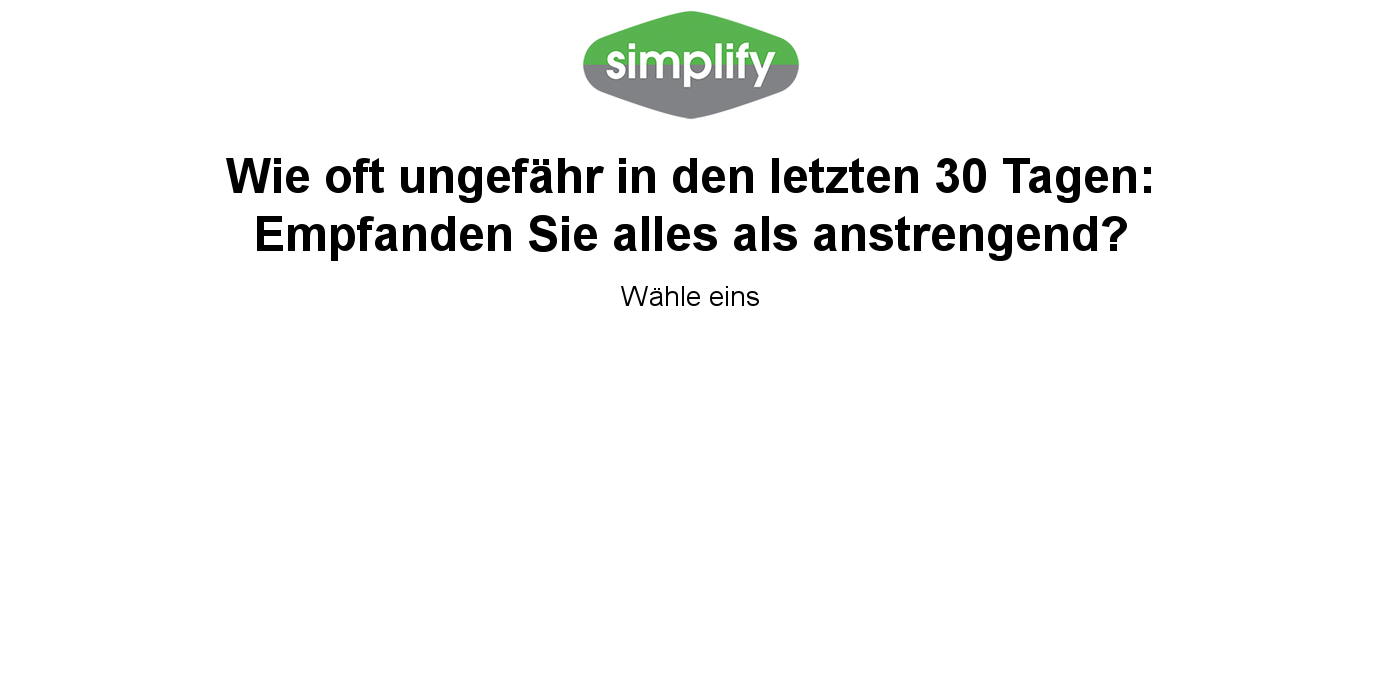 simplify
Wie oft ungefähr in den letzten 30 Tagen:
Empfanden Sie alles als anstrengend?
Wähle eins